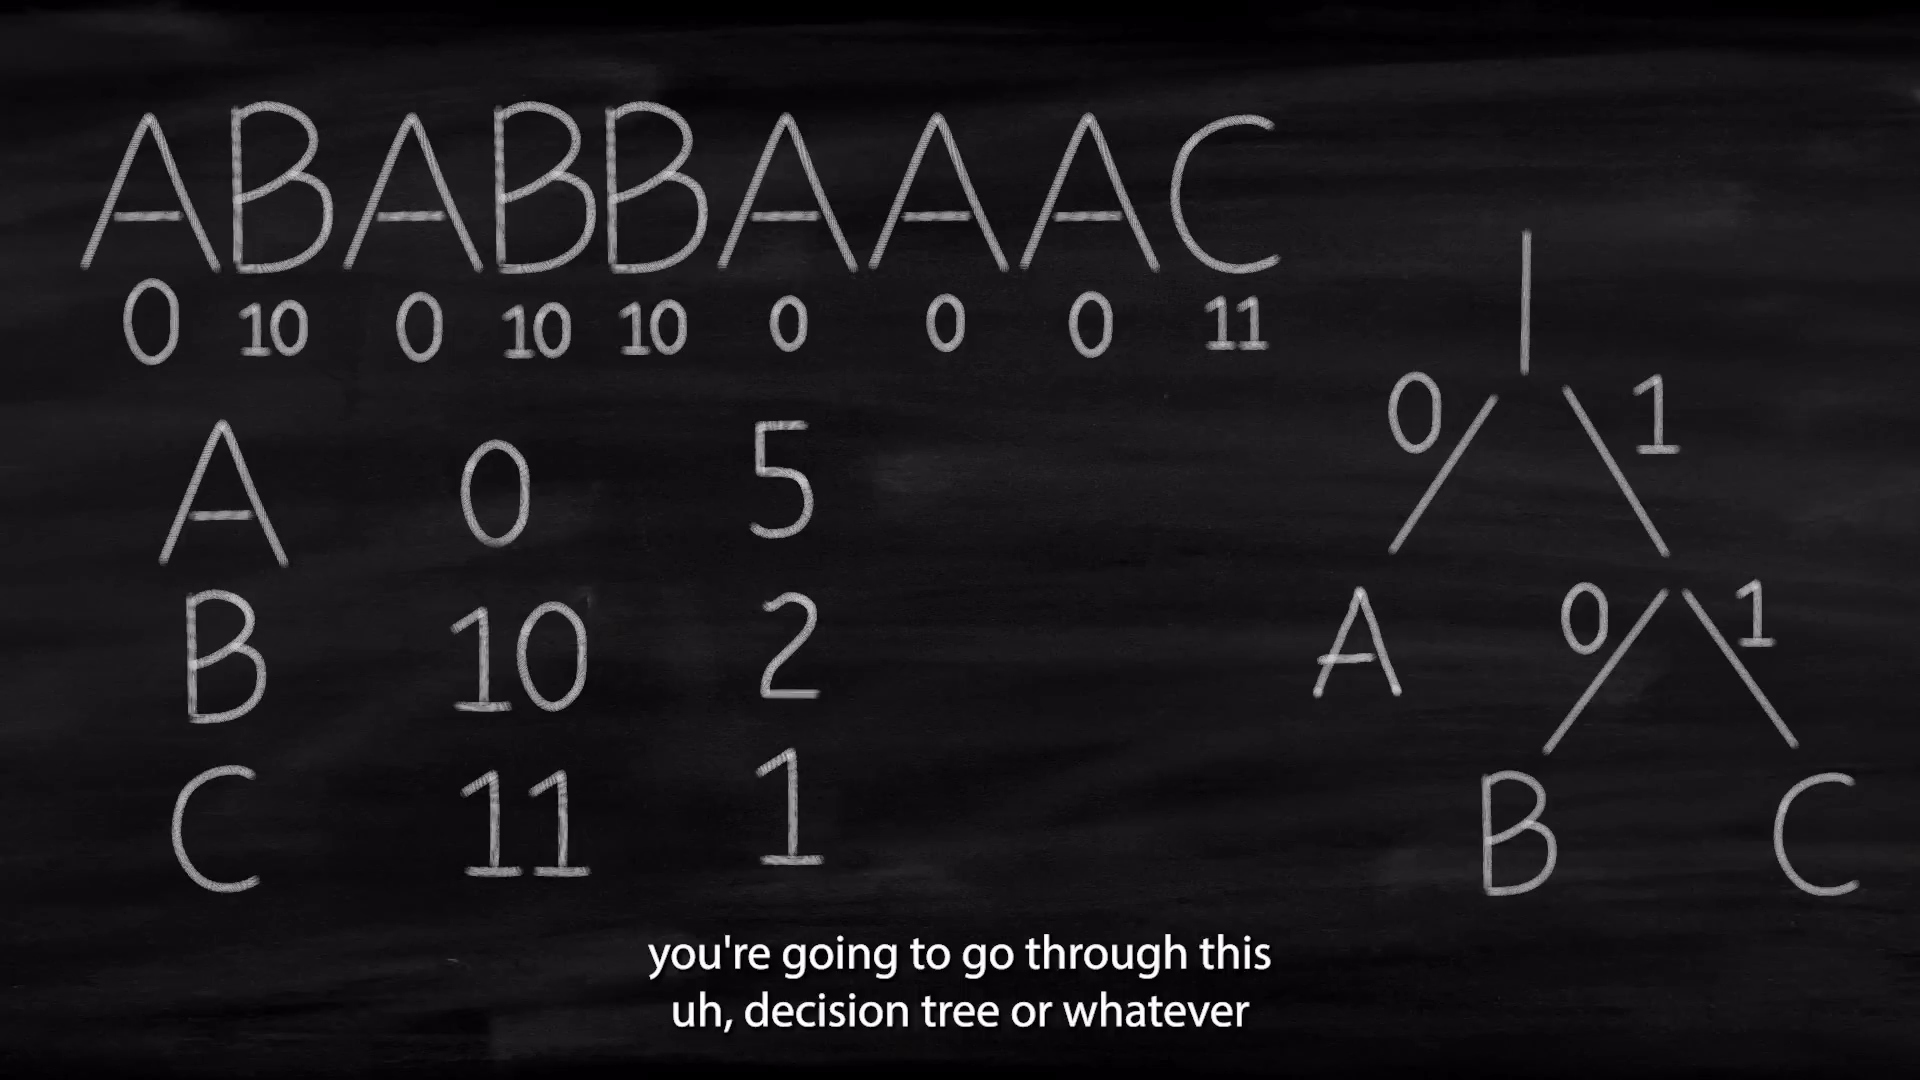 ABABBAAAC
0 10 0 10 10 0 0 0 11
0 1
A 0 5
A 0 1
B 10 2
C 11 1
B C
you're going to go through this
uh, decision tree or whatever